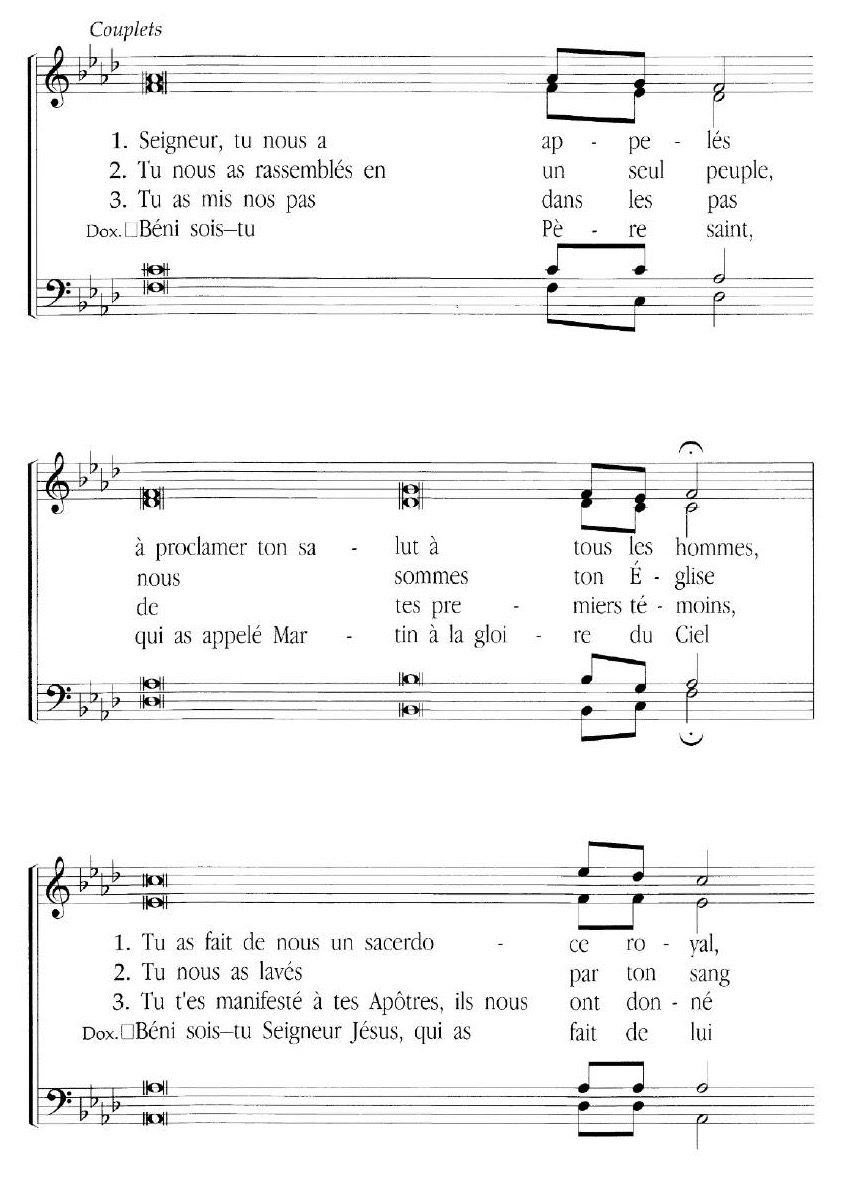 Couplets
1. Seigneur, tu nous a ap - pe - lés
2. Tu nous as rassemblés en un seul peuple,
3. Tu as mis nos pas dans les pas
Dox.□Béni sois–tu Pè - re saint,
à proclamer ton sa - lut à tous les hommes,
nous sommes ton É - glise
de tes pre - miers té - moins,
qui as appelé Mar - tin à la gloi - re du Ciel
1. Tu as fait de nous un sacerdo - ce ro - yal,
2. Tu nous as lavés par ton sang
3. Tu t'es manifesté à tes Apôtres, ils nous ont don - né
Dox.□Béni sois–tu Seigneur Jésus, qui as fait de lui